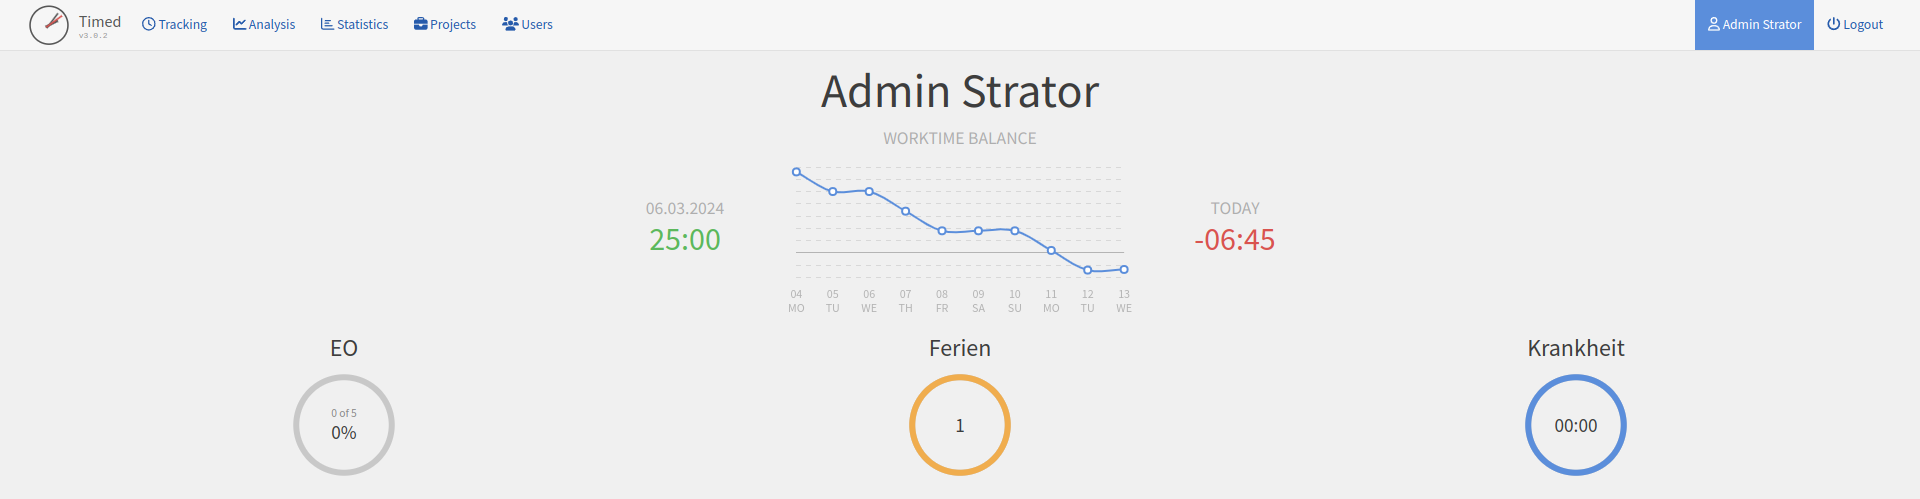 Timed
v3.0.2
Tracking
Analysis
Statistics
Projects
Users
Admin Strator
Logout
Admin Strator
WORKTIME BALANCE
06.03.2024
25:00
TODAY
-06:45
04 05 06 07 08 09 10 11 12 13
MO TU WE TH FR SA SU MO TU WE
EO
0 of 5
0%
Ferien
1
Krankheit
00:00